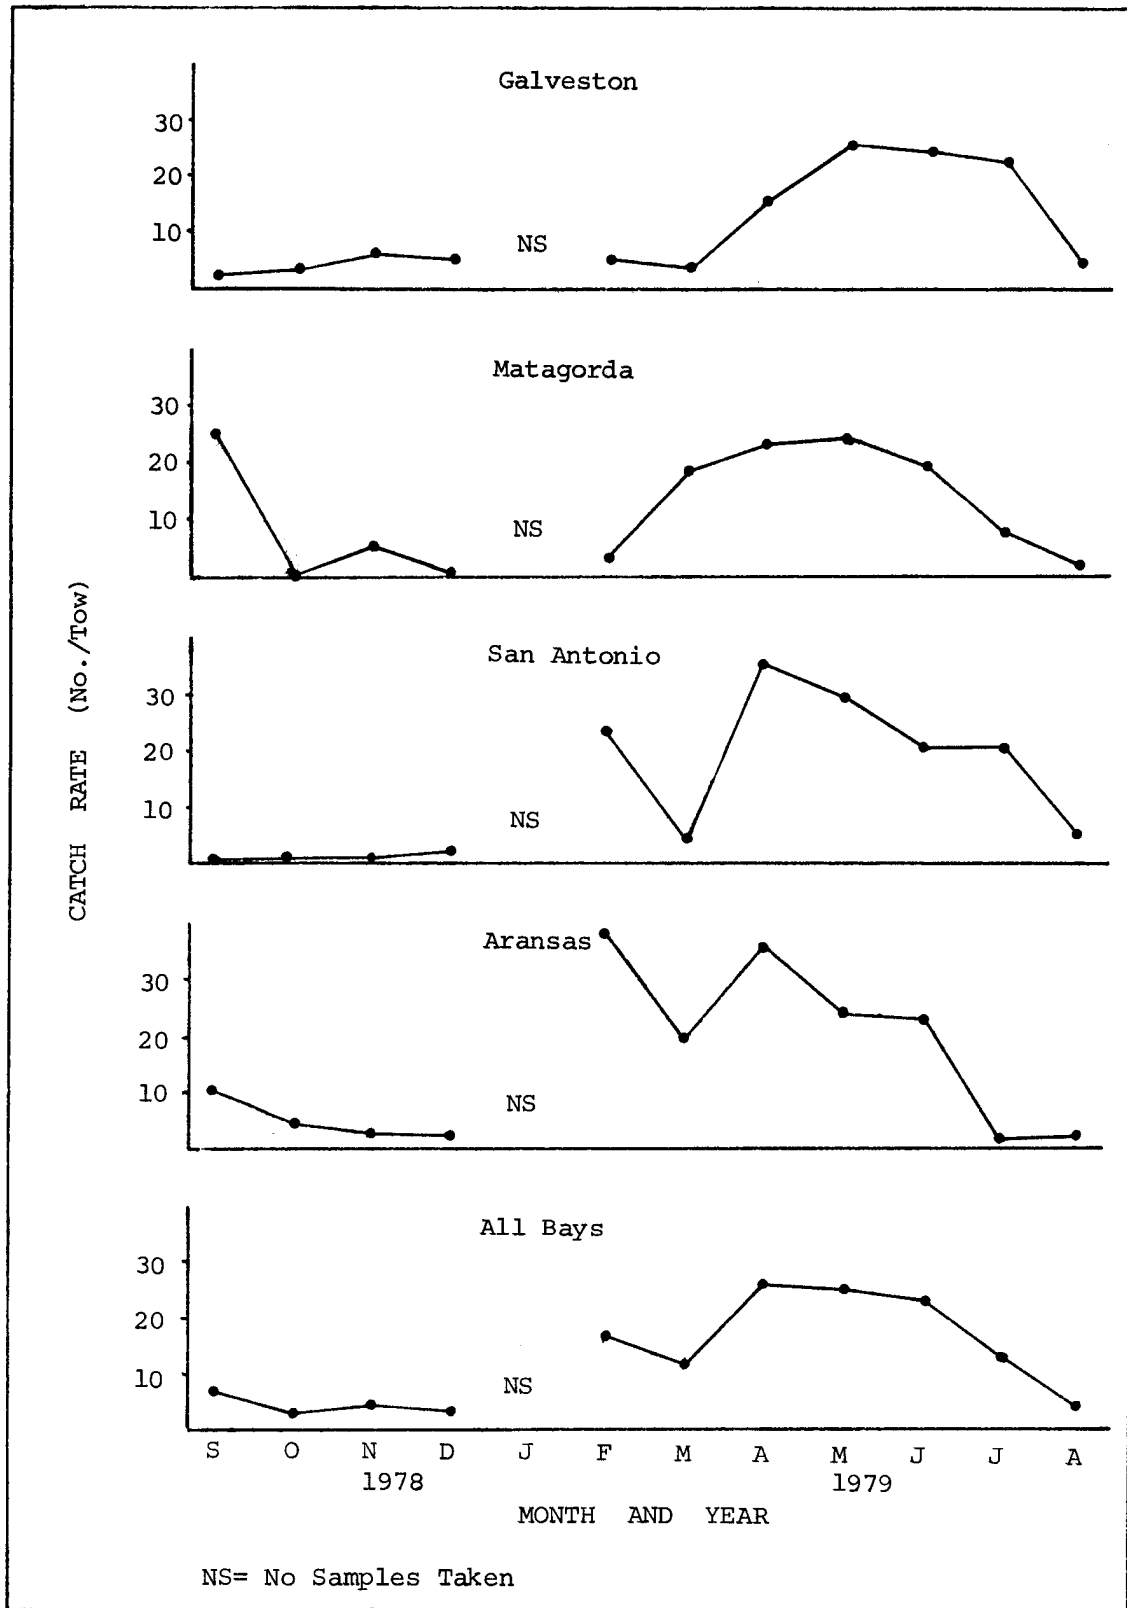 Galveston
30
20
10
NS
Matagorda
30
20
10
NS
San Antonio
30
20
10
NS
Aransas
30
20
10
NS
All Bays
30
20
10
NS
CATCH RATE (No./Tow)
S O N D J F M A M J J A
1978 1979
MONTH AND YEAR
NS= No Samples Taken